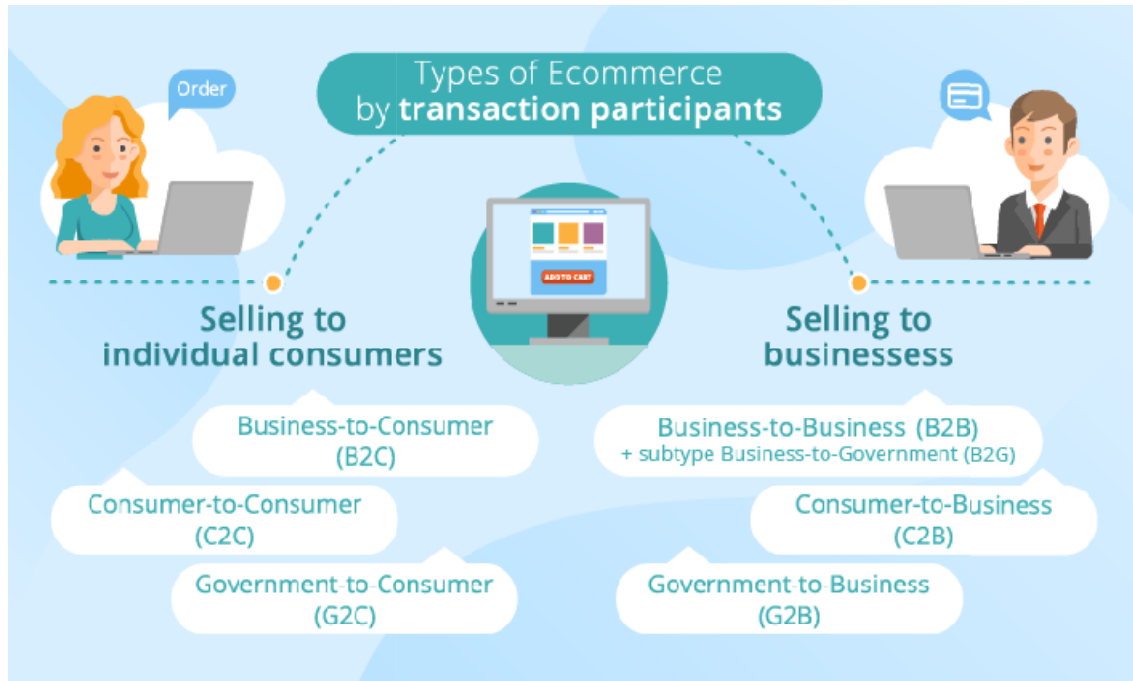 Types of Ecommerce
by transaction participants
Order
ADD TO CART
Selling to
individual consumers
Business-to-Consumer
(B2C)
Consumer-to-Consumer
(C2C)
Government-to-Consumer
(G2C)
Selling to
businessess
Business-to-Business (B2B)
+ subtype Business-to-Government (B2G)
Consumer-to-Business
(C2B)
Government-to-Business
(G2B)